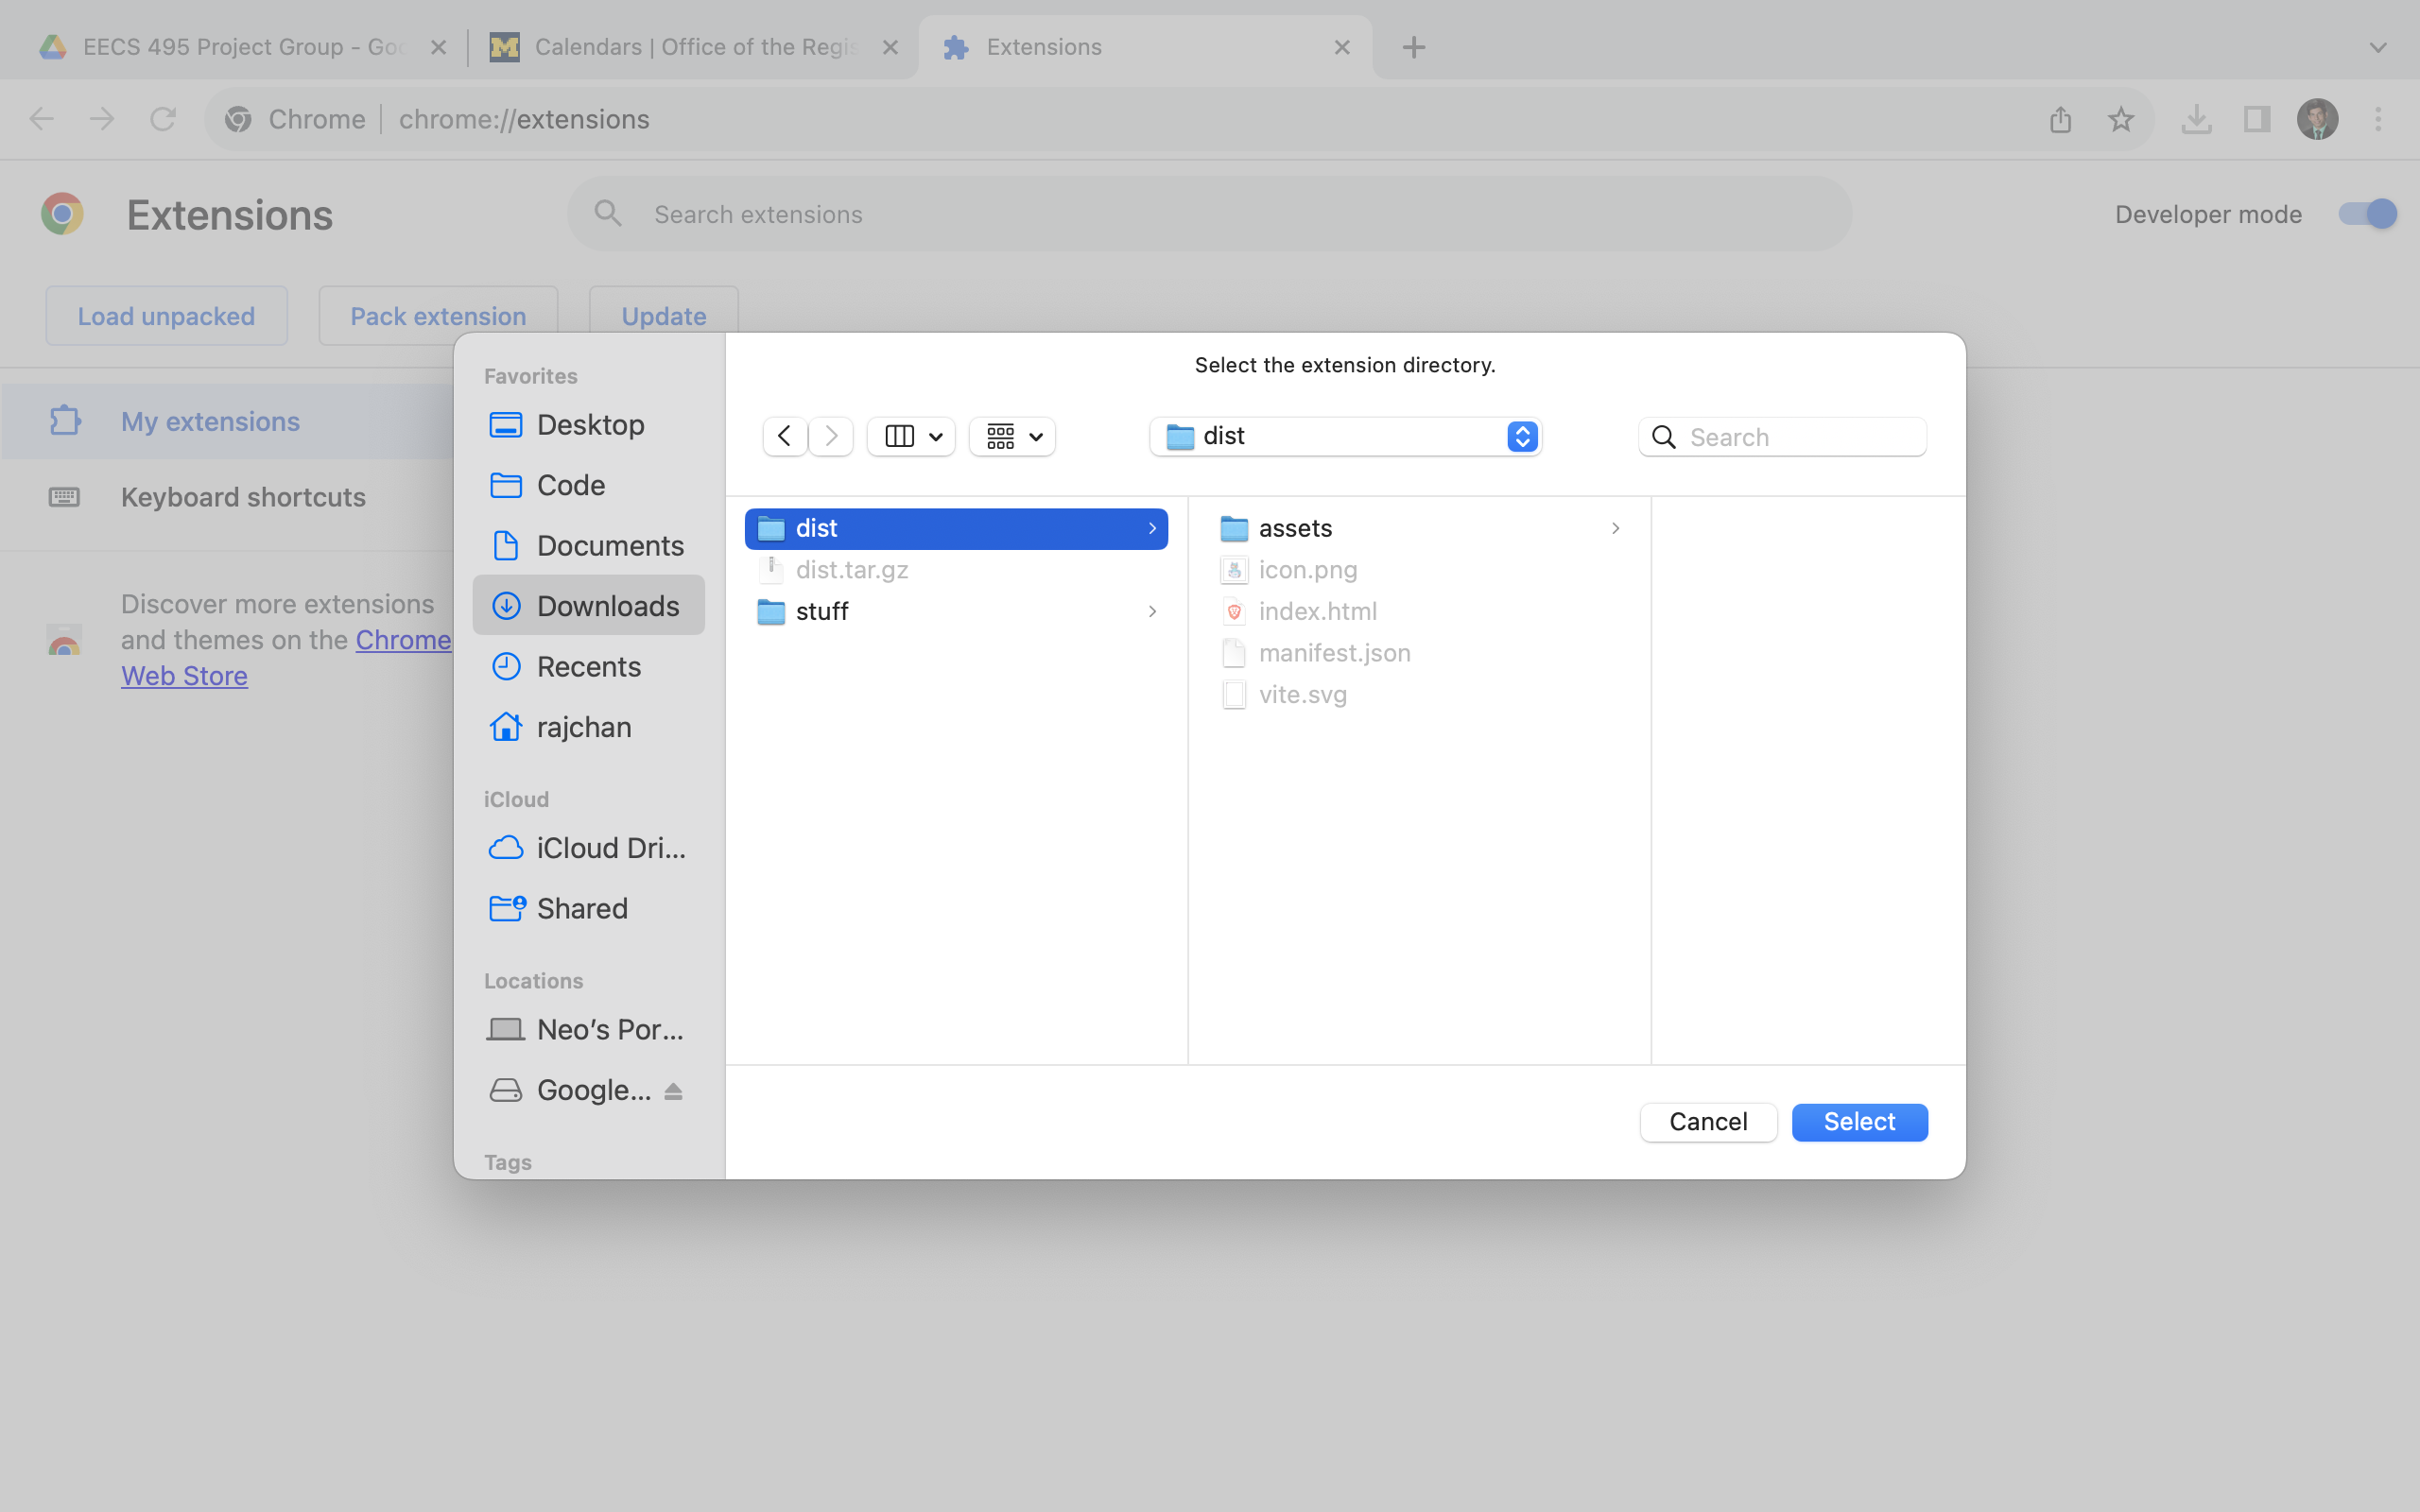 EECS 495 Project Group - Goo
Calendars | Office of the Regis
Extensions
Chrome
chrome://extensions
Extensions
Search extensions
Developer mode
Load unpacked
Pack extension
Update
My extensions
Keyboard shortcuts
Discover more extensions
and themes on the Chrome
Web Store
Favorites
Desktop
Code
Documents
Downloads
Recents
rajchan
iCloud
iCloud Dri...
Shared
Locations
Neo’s Por...
Google...
Tags
Select the extension directory.
dist
Search
dist
dist.tar.gz
stuff
assets
icon.png
index.html
manifest.json
vite.svg
Cancel
Select